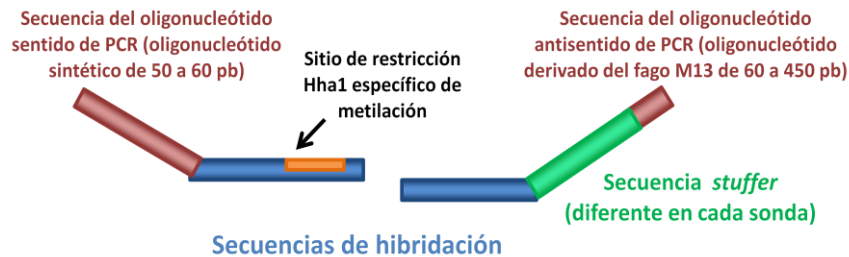 Secuencia del oligonucleótido
sentido de PCR (oligonucleótido
sintético de 50 a 60 pb)
Sitio de restricción
Hha1 específico de
metilación
Secuencia del oligonucleótido
antisentido de PCR (oligonucleótido
derivado del fago M13 de 60 a 450 pb)
Secuencia stuffer
(diferente en cada sonda)
Secuencias de hibridación